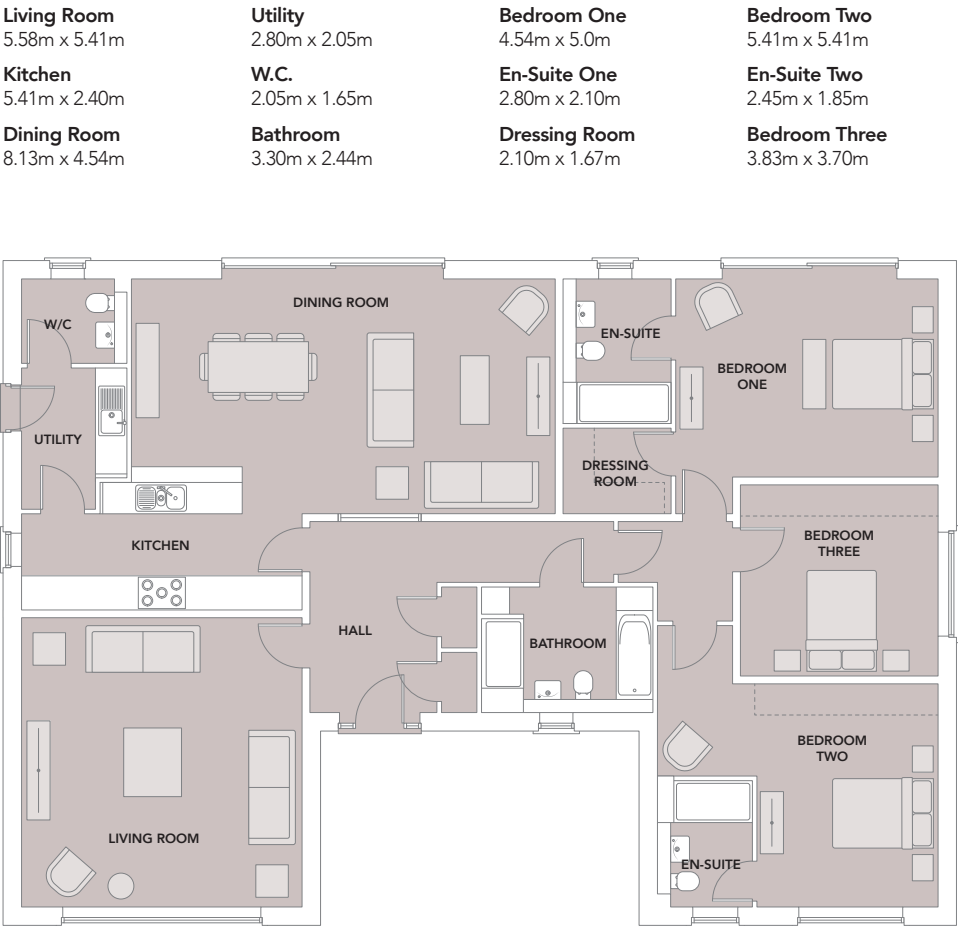 Living Room
5.58m x 5.41m
Kitchen
5.41m x 2.40m
Dining Room
8.13m x 4.54m
Utility
2.80m x 2.05m
W.C.
2.05m x 1.65m
Bathroom
3.30m x 2.44m
Bedroom One
4.54m x 5.0m
En-Suite One
2.80m x 2.10m
Dressing Room
2.10m x 1.67m
Bedroom Two
5.41m x 5.41m
En-Suite Two
2.45m x 1.85m
Bedroom Three
3.83m x 3.70m
DINING ROOM
W/C
EN-SUITE
BEDROOM
ONE
UTILITY
DRESSING
ROOM
KITCHEN
BEDROOM
THREE
HALL
BATHROOM
BEDROOM
TWO
LIVING ROOM
EN-SUITE